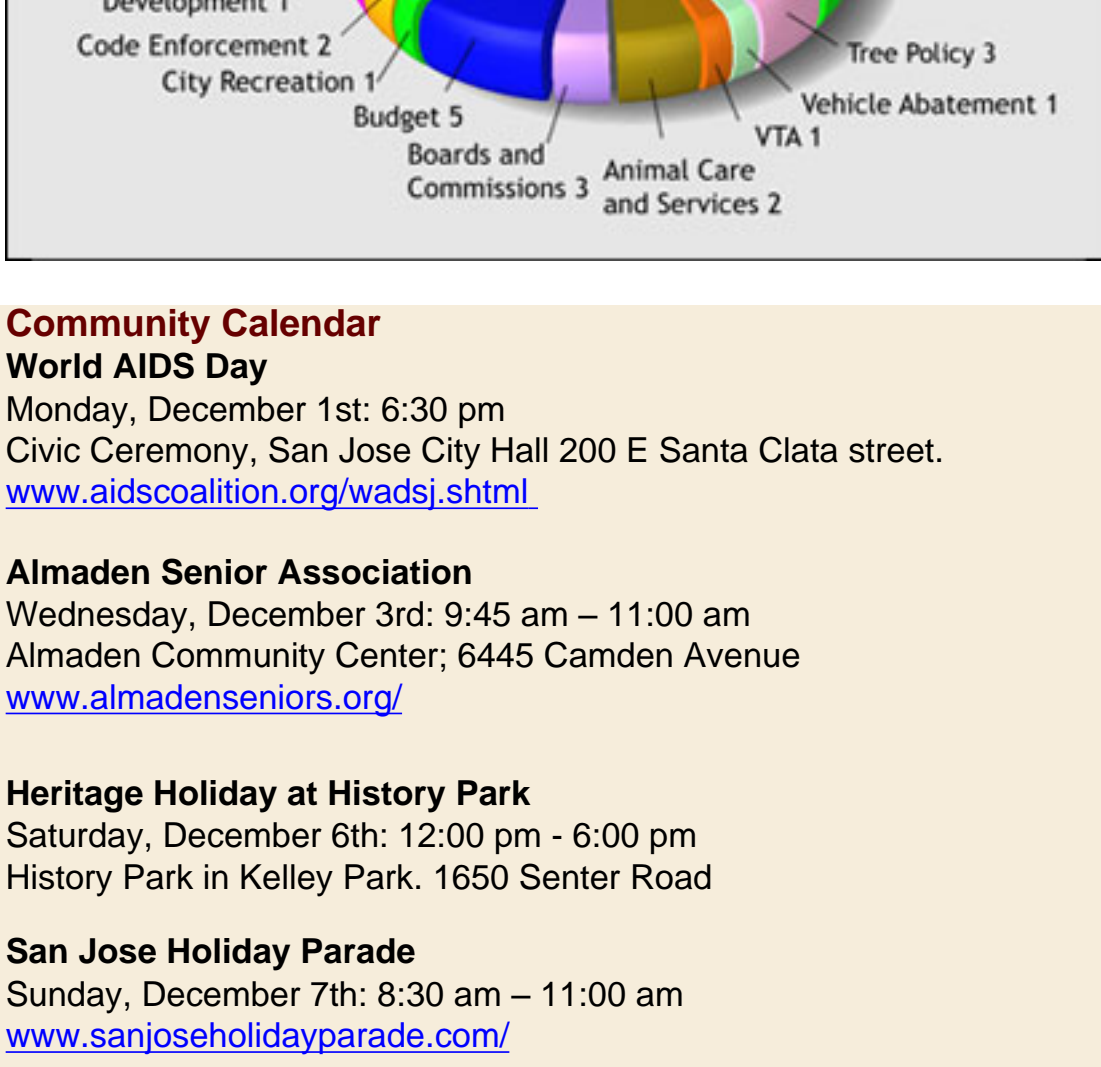 Development 1
Code Enforcement 2
City Recreation 1
Budget 5
Boards and
Commissions 3
Animal Care
and Services 2
VTA 1
Vehicle Abatement 1
Tree Policy 3
Community Calendar
World AIDS Day
Monday, December 1st: 6:30 pm
Civic Ceremony, San Jose City Hall 200 E Santa Clata street.
www.aidscoalition.org/wadsj.shtml
Almaden Senior Association
Wednesday, December 3rd: 9:45 am – 11:00 am
Almaden Community Center; 6445 Camden Avenue
www.almadenseniors.org/
Heritage Holiday at History Park
Saturday, December 6th: 12:00 pm - 6:00 pm
History Park in Kelley Park. 1650 Senter Road
San Jose Holiday Parade
Sunday, December 7th: 8:30 am – 11:00 am
www.sanjoseholidayparade.com/